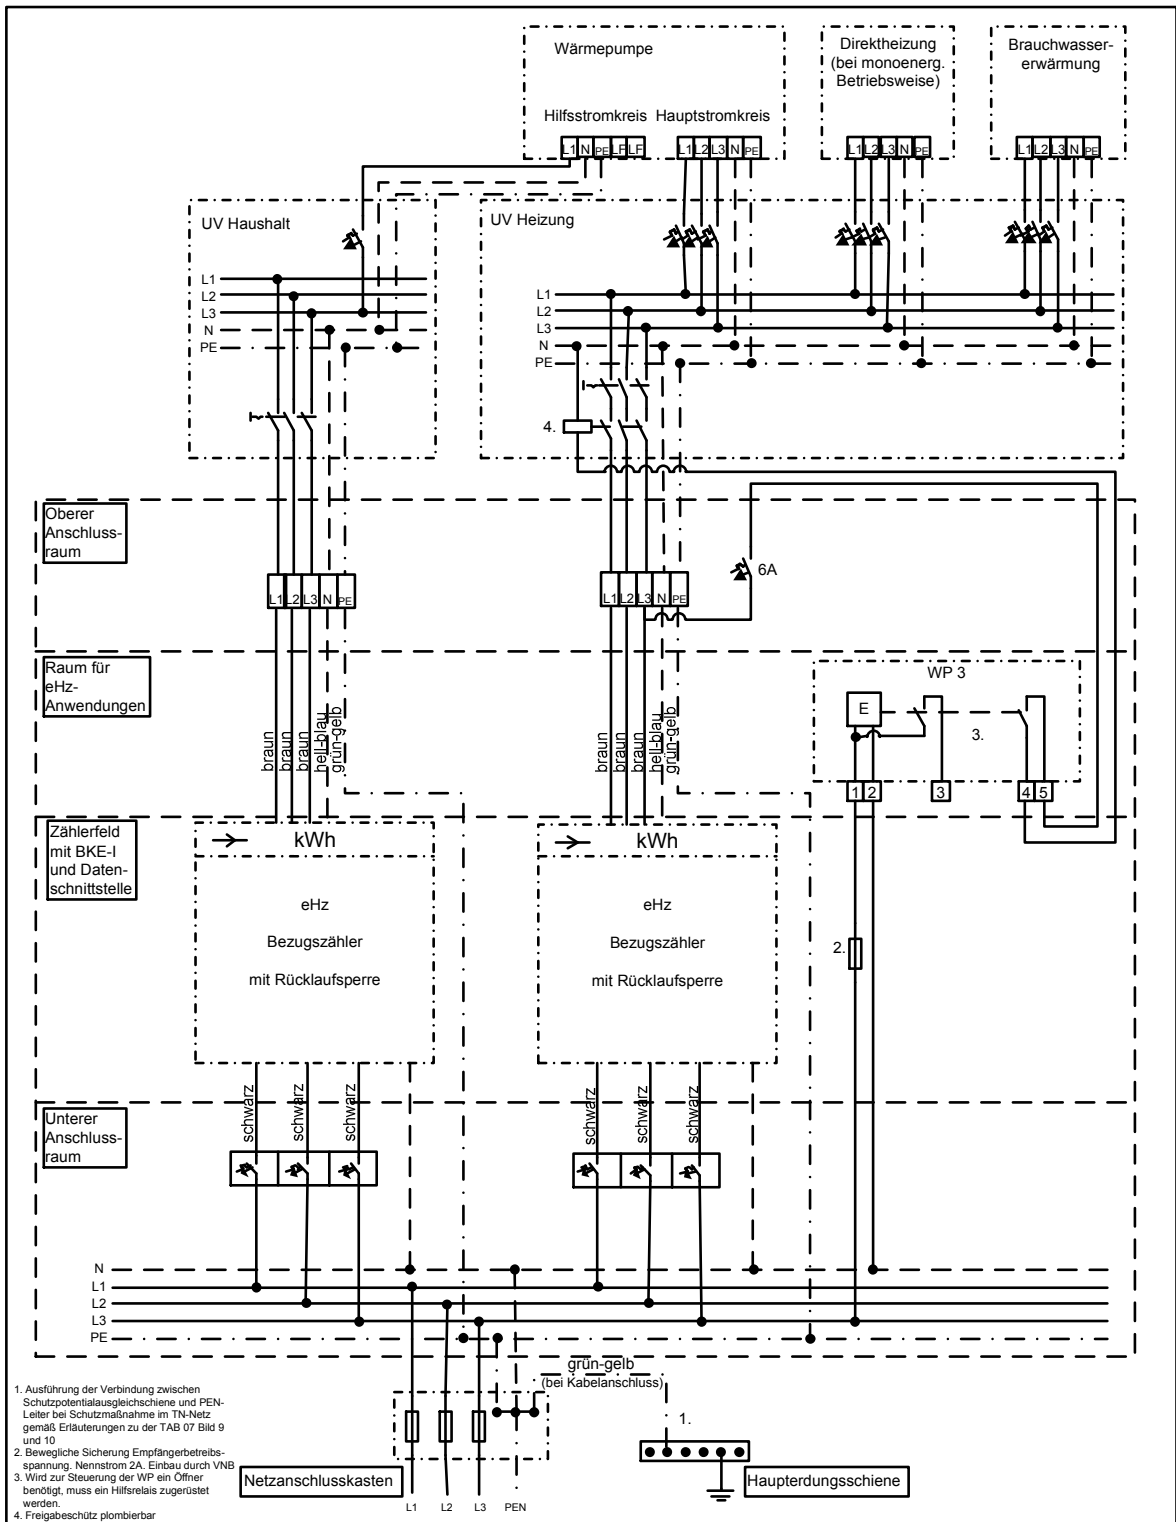 Wärmepumpe
Direktheizung
(bei monoenerg.
Betriebsweise)
Brauchwasser-
erwärmung
Hilfsstromkreis Hauptstromkreis
L1 N PE LF LF
L1 L2 L3 N PE
L1 L2 L3 N PE
L1 L2 L3 N PE
UV Haushalt
L1
L2
L3
N
PE
UV Heizung
L1
L2
L3
N
PE
4.
Oberer
Anschluss-
raum
6A
L1 L2 L3 N PE
L1 L2 L3 N PE
Raum für
eHz-
Anwendungen
braun
braun
braun
hell-blau
grün-gelb
braun
braun
braun
hell-blau
grün-gelb
WP 3
E
3.
1 2 3 4 5
Zählerfeld
mit BKE-I
und Daten-
schnittstelle
kWh
eHz
Bezugszähler
mit Rücklaufsperre
kWh
eHz
Bezugszähler
mit Rücklaufsperre
2.
Unterer
Anschluss-
raum
schwarz
schwarz
schwarz
schwarz
schwarz
schwarz
N
L1
L2
L3
PE
grün-gelb
(bei Kabelanschluss)
1.
1. Ausführung der Verbindung zwischen
Schutzpotentialausgleichschiene und PEN-
Leiter bei Schutzmaßnahme im TN-Netz
gemäß Erläuterungen zu der TAB 07 Bild 9
und 10
2. Bewegliche Sicherung Empfängerbetreibs-
spannung. Nennstrom 2A. Einbau durch VNB
3. Wird zur Steuerung der WP ein Öffner
benötigt, muss ein Hilfsrelais zugerüstet
werden.
4. Freigabeschütz plombierbar
Netzanschlusskasten
L1 L2 L3 PEN
Haupterdungsschiene